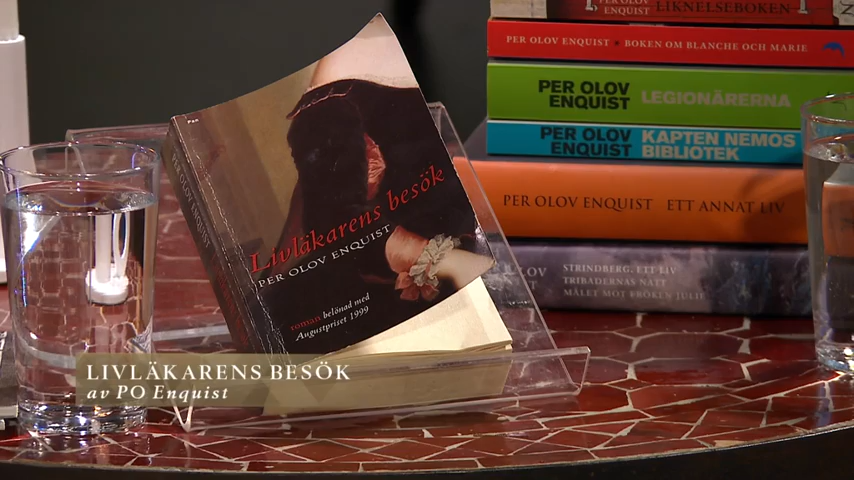 PER OLOV ENQUIST
LIKNELSEBOKEN
PER OLOV ENQUIST • BOKEN OM BLANCHE OCH MARIE
PER OLOV ENQUIST
LEGIONÄRERNA
PER OLOV ENQUIST
KAPTEN NEMOS BIBLIOTEK
PER OLOV ENQUIST ETT ANNAT LIV
STRINDBERG. ETT LIV
TRIBADERNAS NATT
MÅLET MOT FRÖKEN JULIE
PER OLOV ENQUIST
Livläkarens besök
PER OLOV ENQUIST
roman belönad med
Augustpriset 1999
LIVLÄKARENS BESÖK
av PO Enquist